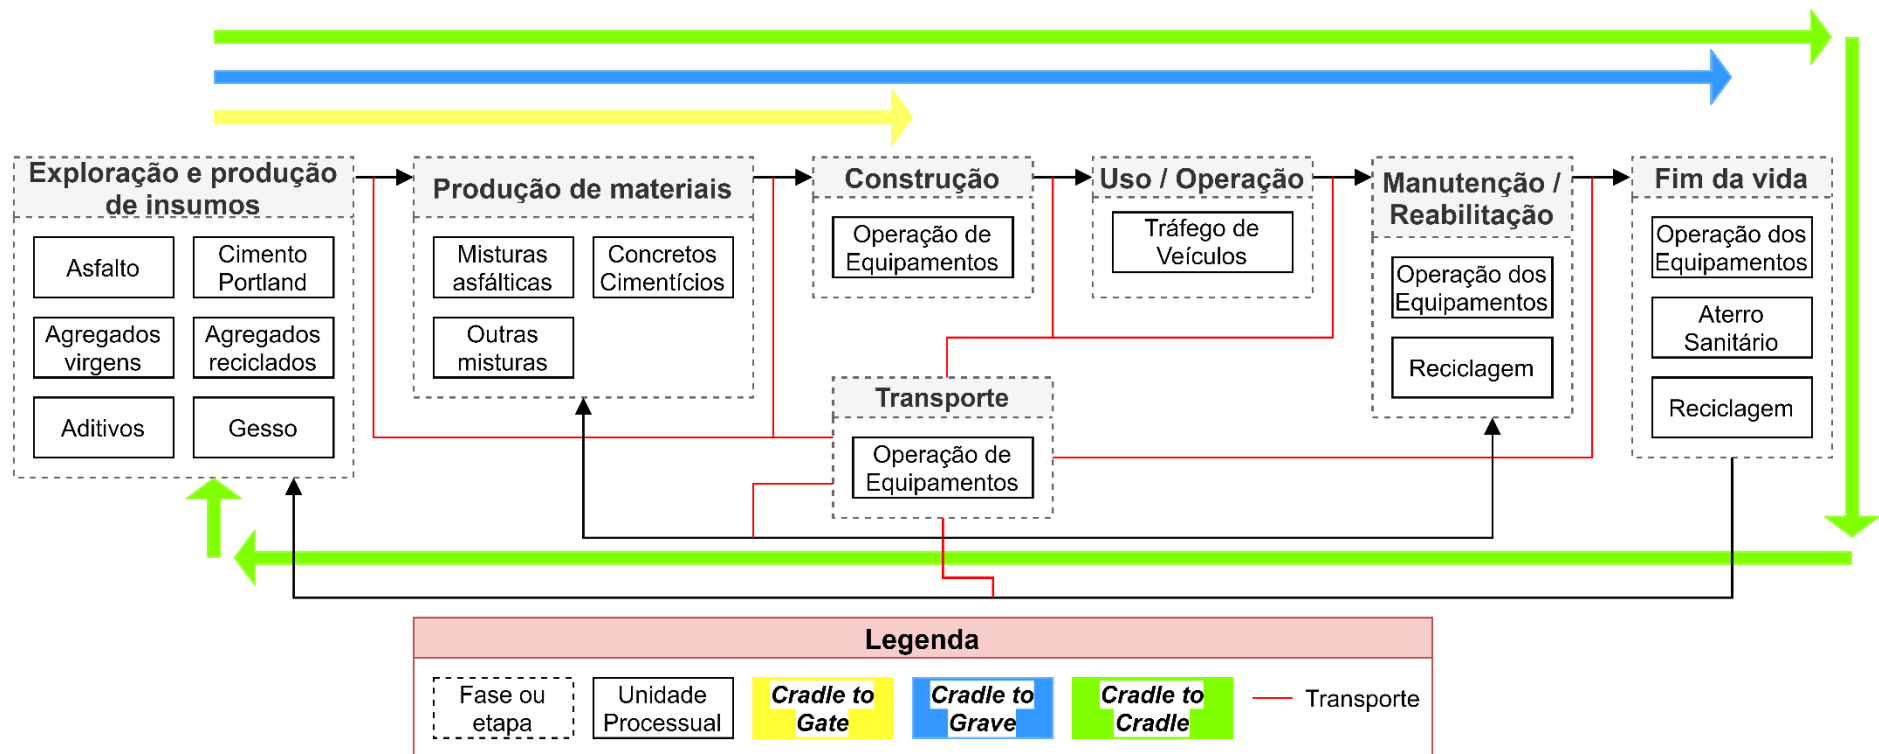 Exploração e produção
de insumos
Asfalto
Cimento
Portland
Agregados
virgens
Agregados
reciclados
Aditivos
Gesso
Produção de materiais
Misturas
asfálticas
Concretos
Cimentícios
Outras
misturas
Construção
Operação de
Equipamentos
Uso / Operação
Tráfego de
Veículos
Manutenção /
Reabilitação
Operação dos
Equipamentos
Reciclagem
Fim da vida
Operação dos
Equipamentos
Aterro
Sanitário
Reciclagem
Transporte
Operação de
Equipamentos
Legenda
Fase ou
etapa
Unidade
Processual
Cradle to
Gate
Cradle to
Grave
Cradle to
Cradle
Transporte